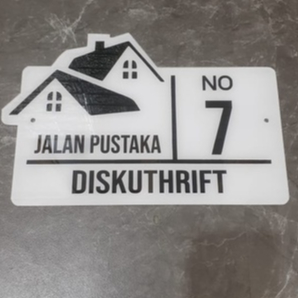 NO
7
JALAN PUSTAKA
DISKUTHRIFT